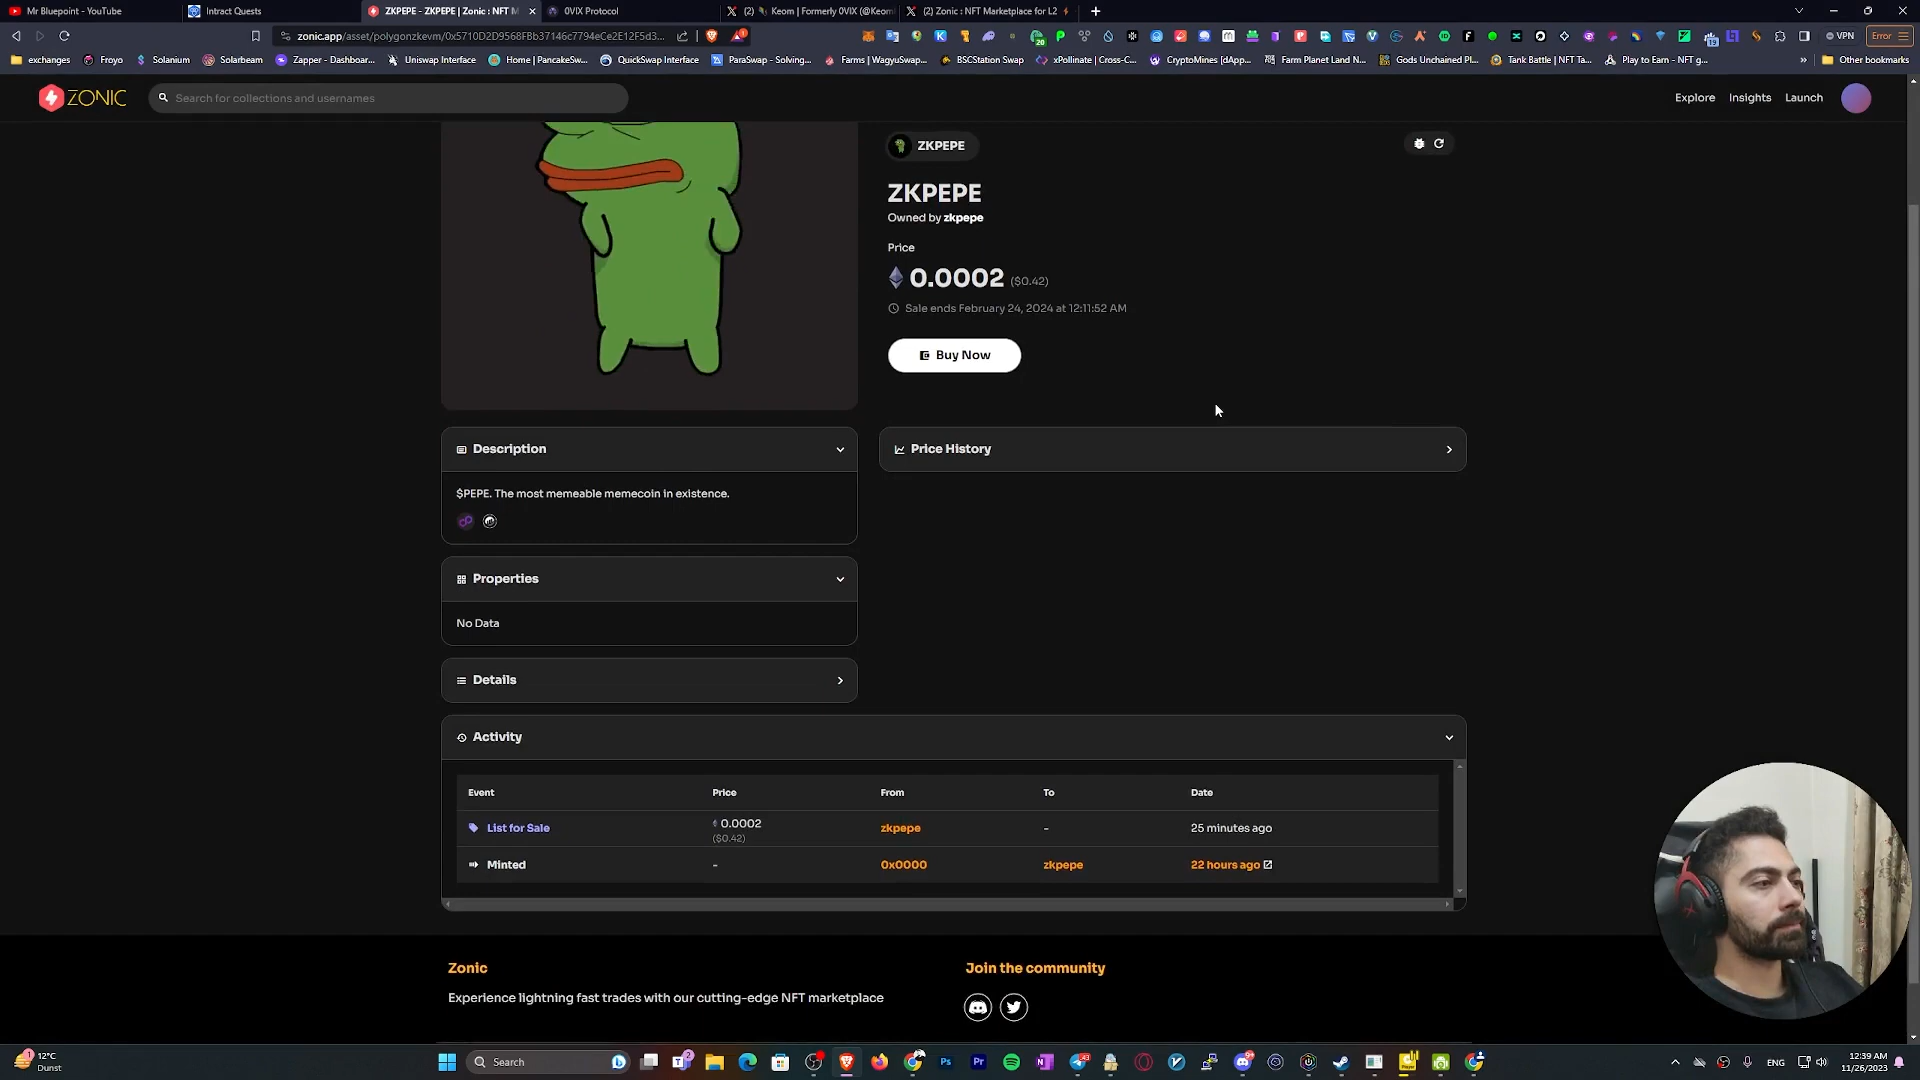 Mr Bluepoint - YouTube
Intract Quests
ZKPEPE - ZKPEPE | Zonic : NFT M
0VIX Protocol
(2) Keom | Formerly 0VIX (@Keom
(2) Zonic : NFT Marketplace for L2
zonic.app/asset/polygonzkevm/0x5710D2D9568FBb37146c7794eCe2E12F5d3...
20
19
VPN
Error
exchanges
Froyo
Solanium
Solarbeam
Zapper - Dashboar...
Uniswap Interface
Home | PancakeSw...
QuickSwap Interface
ParaSwap - Solving...
Farms | WagyuSwap...
BSCStation Swap
xPollinate | Cross-C...
CryptoMines [dApp...
Farm Planet Land N...
Gods Unchained Pl...
Tank Battle | NFT Ta...
Play to Earn - NFT g...
Other bookmarks
ZONIC
Search for collections and usernames
Explore
Insights
Launch
ZKPEPE
ZKPEPE
Owned by zkpepe
Price
0.0002 ($0.42)
Sale ends February 24, 2024 at 12:11:52 AM
Buy Now
Description
Price History
$PEPE. The most memeable memecoin in existence.
Properties
No Data
Details
Activity
Event Price From To Date
List for Sale 0.0002 zkpepe - 25 minutes ago
($0.42)
Minted - 0x0000 zkpepe 22 hours ago
Zonic
Join the community
Experience lightning fast trades with our cutting-edge NFT marketplace
12°C
Dunst
Search
ENG
12:39 AM
11/26/2023